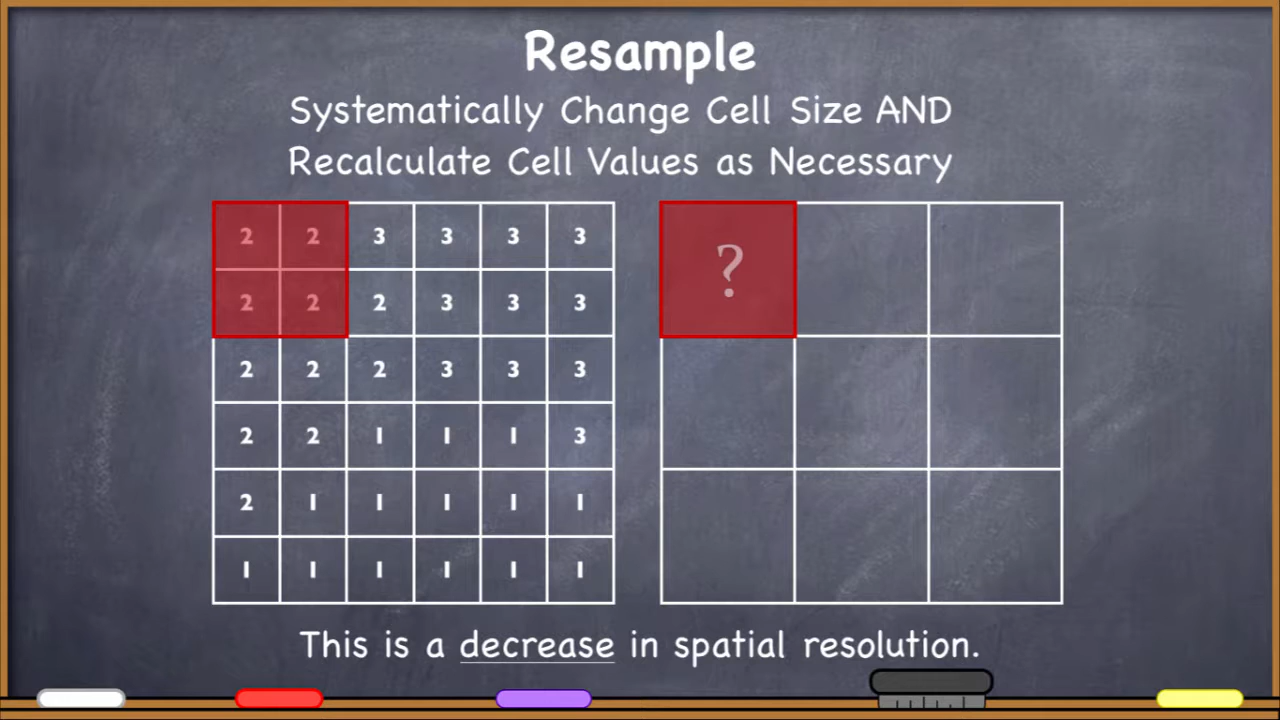 Resample
Systematically Change Cell Size AND
Recalculate Cell Values as Necessary
2 2 3 3 3 3
2 2 2 3 3 3
2 2 2 3 3 3
2 2 1 1 1 3
2 1 1 1 1 1
1 1 1 1 1 1
?
This is a decrease in spatial resolution.